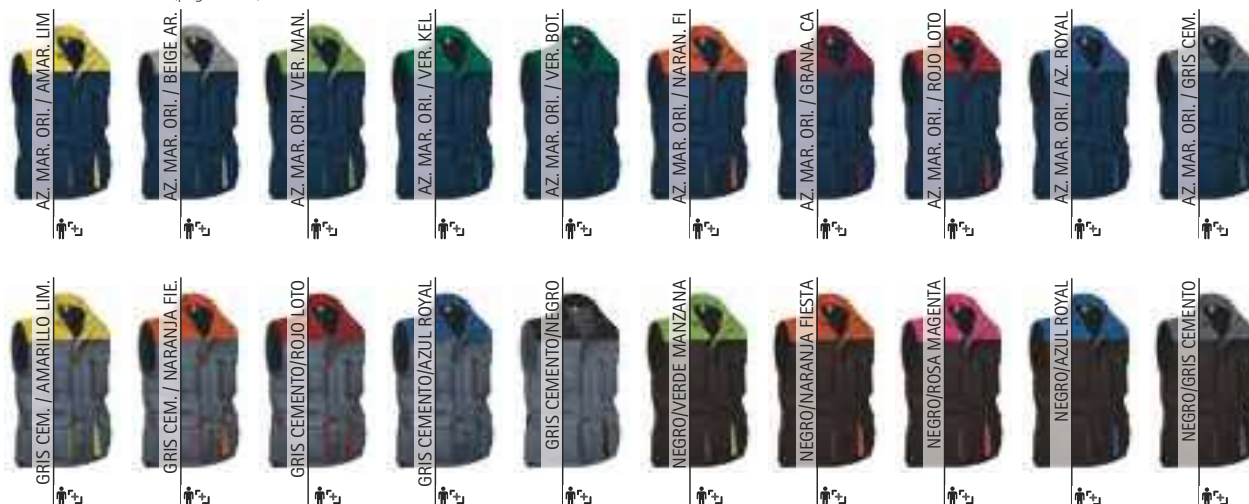 AZ. MAR. ORI. / AMAR. LIM
AZ. MAR. ORI. / BEIGE AR.
AZ. MAR. ORI. / VER. MAN.
AZ. MAR. ORI. / VER. KEL.
AZ. MAR. ORI. / VER. BOT.
AZ. MAR. ORI. / NARAN. FI
AZ. MAR. ORI. / GRANA. CA
AZ. MAR. ORI. / ROJO LOTO
AZ. MAR. ORI. / AZ. ROYAL
AZ. MAR. ORI. / GRIS CEM.
GRIS CEM. / AMARILLO LIM.
GRIS CEM. / NARANJA FIE.
GRIS CEMENTO/ROJO LOTO
GRIS CEMENTO/AZUL ROYAL
GRIS CEMENTO/NEGRO
NEGRO/VERDE MANZANA
NEGRO/NARANJA FIESTA
NEGRO/ROSA MAGENTA
NEGRO/AZUL ROYAL
NEGRO/GRIS CEMENTO